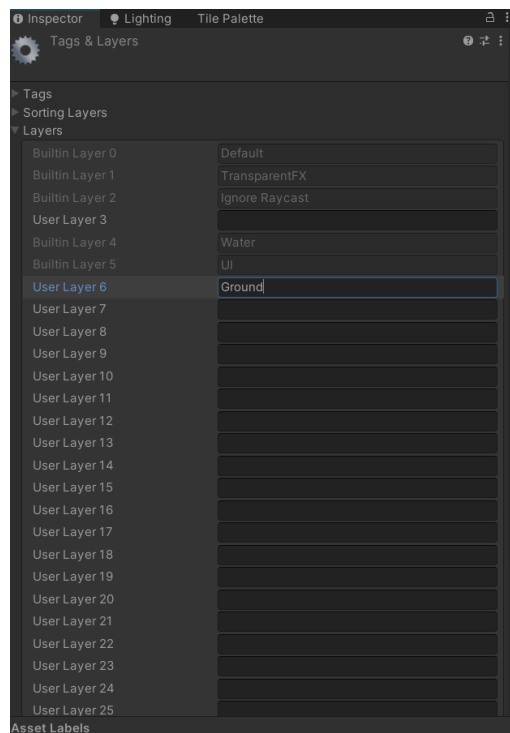 Inspector Lighting Tile Palette
Tags & Layers
Tags
Sorting Layers
Layers
Builtin Layer 0 Default
Builtin Layer 1 TransparentFX
Builtin Layer 2 Ignore Raycast
User Layer 3
Builtin Layer 4 Water
Builtin Layer 5 UI
User Layer 6 Ground
User Layer 7
User Layer 8
User Layer 9
User Layer 10
User Layer 11
User Layer 12
User Layer 13
User Layer 14
User Layer 15
User Layer 16
User Layer 17
User Layer 18
User Layer 19
User Layer 20
User Layer 21
User Layer 22
User Layer 23
User Layer 24
User Layer 25
Asset Labels